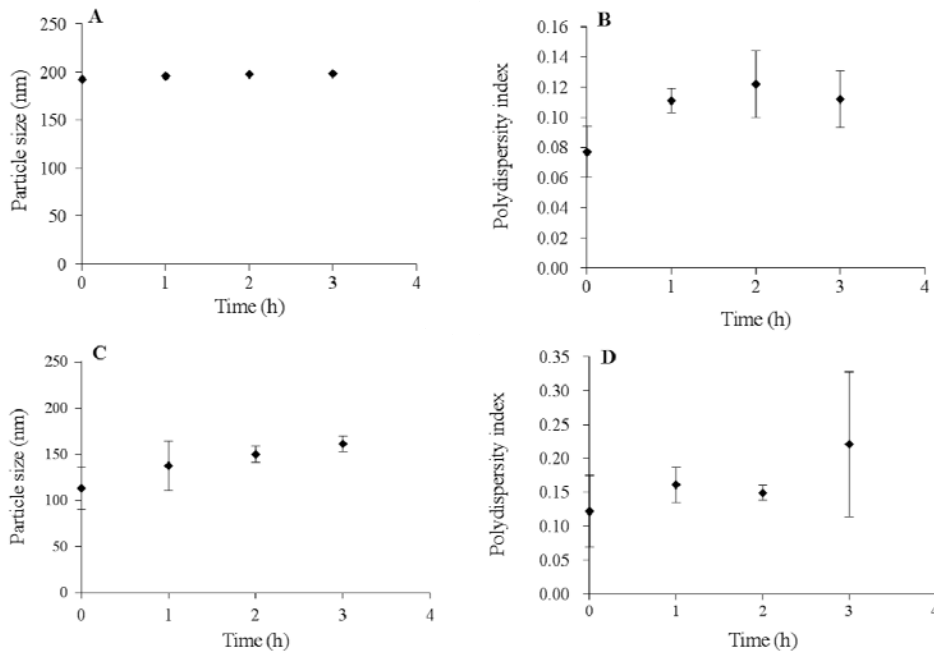 A
Particle size (nm)
250
200
150
100
50
0
0 1 2 3 4
Time (h)
B
Polydispersity index
0.16
0.14
0.12
0.10
0.08
0.06
0.04
0.02
0.00
0 1 2 3 4
Time (h)
C
Particle size (nm)
250
200
150
100
50
0
0 1 2 3 4
Time (h)
D
Polydispersity index
0.35
0.30
0.25
0.20
0.15
0.10
0.05
0.00
0 1 2 3 4
Time (h)